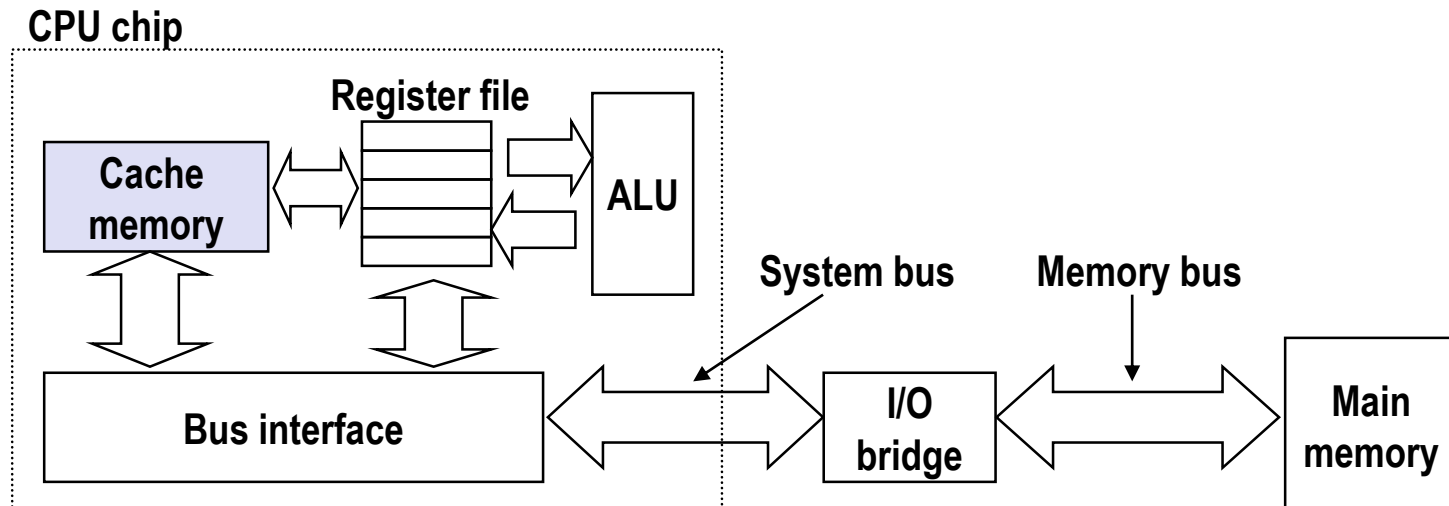 CPU chip
Register file
Cache
memory
ALU
System bus
Memory bus
Bus interface
I/O
bridge
Main
memory